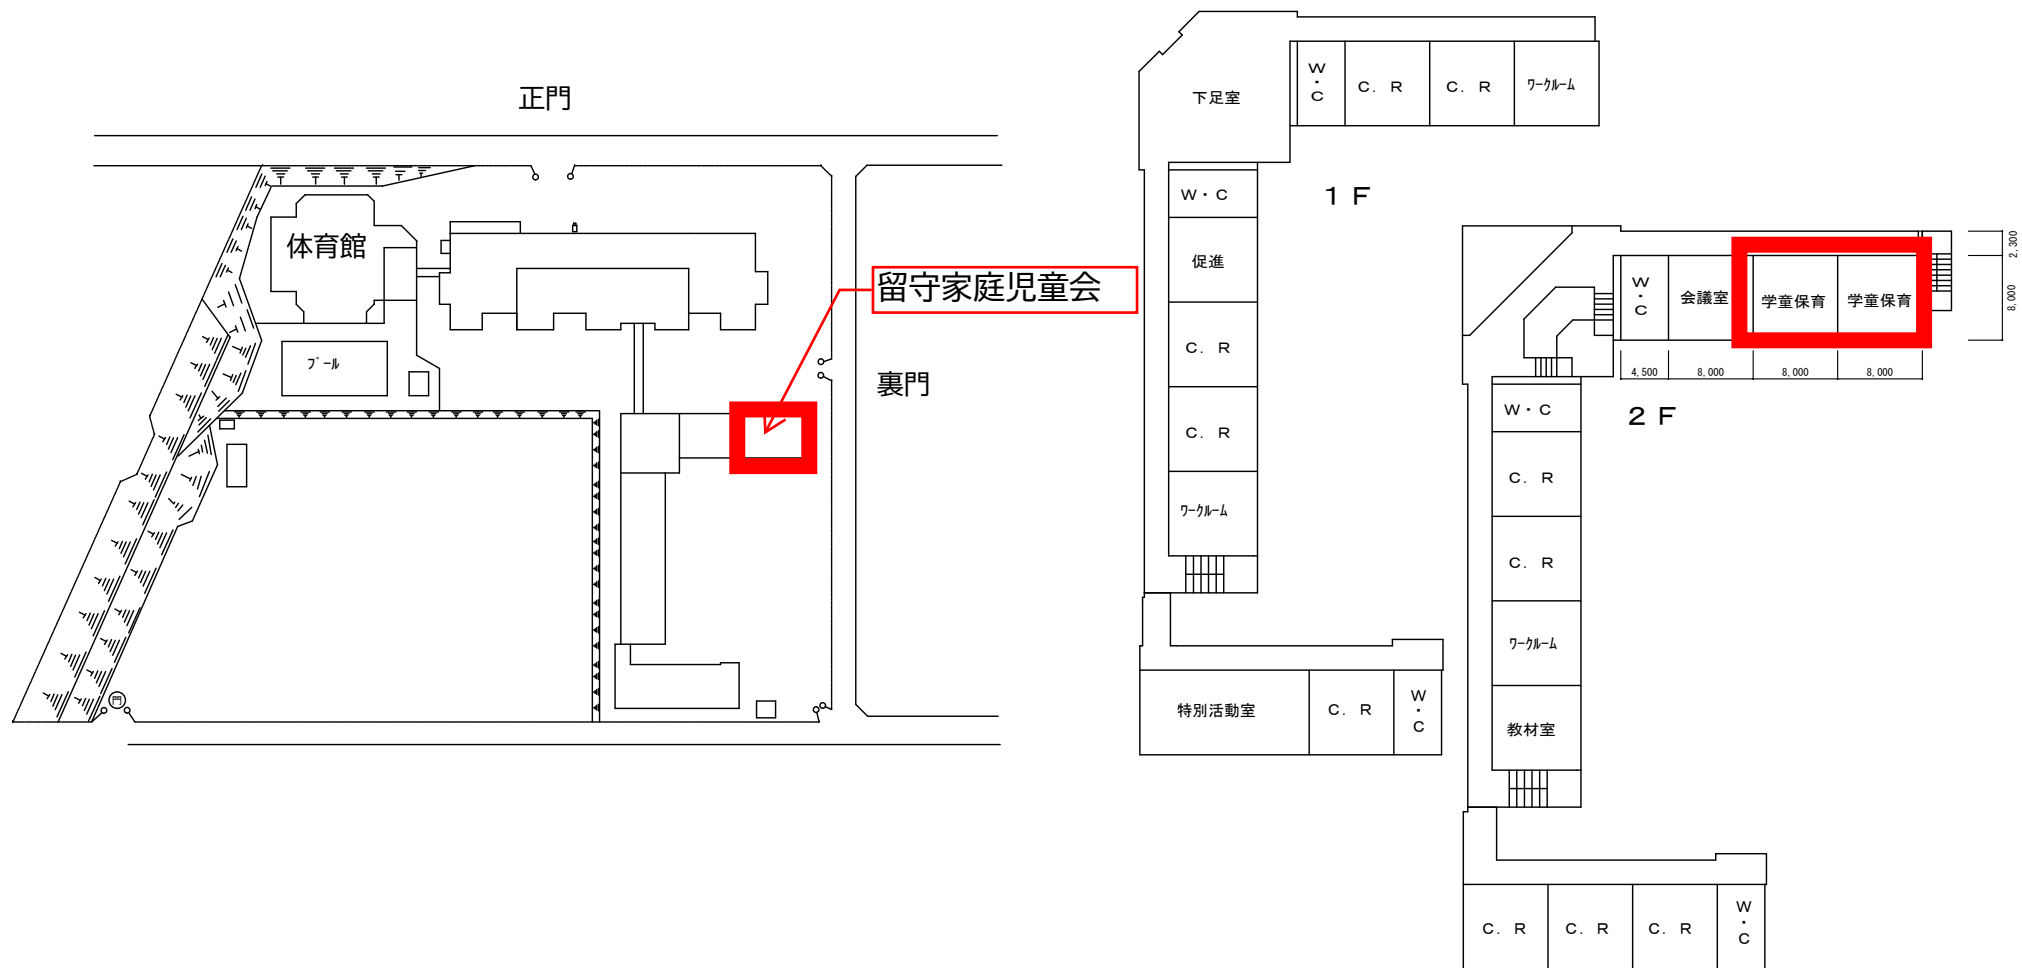 正門
体育館
プール
留守家庭児童会
裏門
門
1F
下足室
W・C
C.R
C.R
ワークルーム
W・C
促進
C.R
C.R
ワークルーム
特別活動室
C.R
W・C
2F
W・C
会議室
学童保育
学童保育
2,300
8,000
4,500
8,000
8,000
8,000
W・C
C.R
C.R
ワークルーム
教材室
C.R
C.R
C.R
W・C